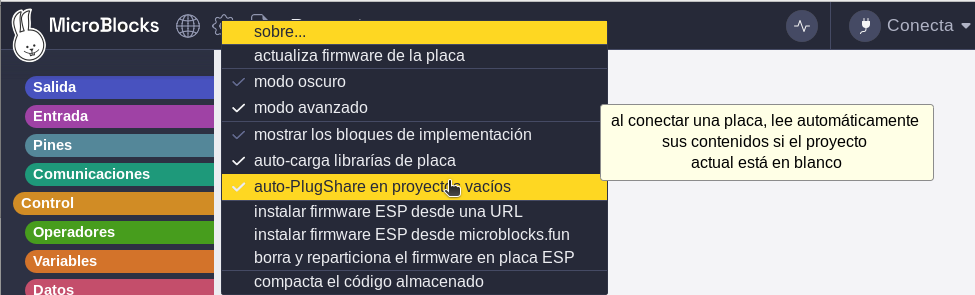 MicroBlocks
Conecta
sobre...
actualiza firmware de la placa
modo oscuro
modo avanzado
mostrar los bloques de implementación
auto-carga librarías de placa
auto-PlugShare en proyectos vacíos
instalar firmware ESP desde una URL
instalar firmware ESP desde microblocks.fun
borra y reparticiona el firmware en placa ESP
compacta el código almacenado
al conectar una placa, lee automáticamente
sus contenidos si el proyecto
actual está en blanco
Salida
Entrada
Pines
Comunicaciones
Control
Operadores
Variables
Datos